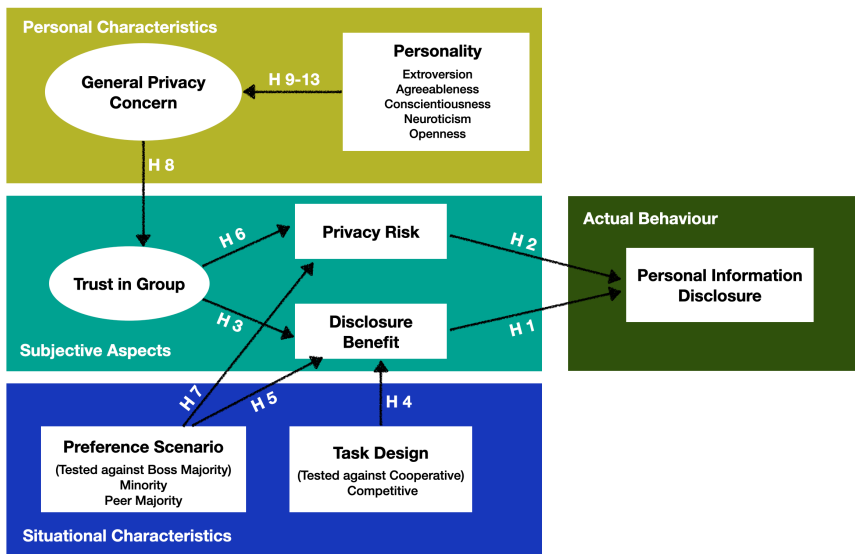 Personal Characteristics
General Privacy
Concern
H 9-13
Personality
Extroversion
Agreeableness
Conscientiousness
Neuroticism
Openness
H 8
Trust in Group
H 6
H 3
Privacy Risk
Disclosure
Benefit
Subjective Aspects
H 2
H 1
Actual Behaviour
Personal Information
Disclosure
H 7
H 5
H 4
Preference Scenario
(Tested against Boss Majority)
Minority
Peer Majority
Task Design
(Tested against Cooperative)
Competitive
Situational Characteristics